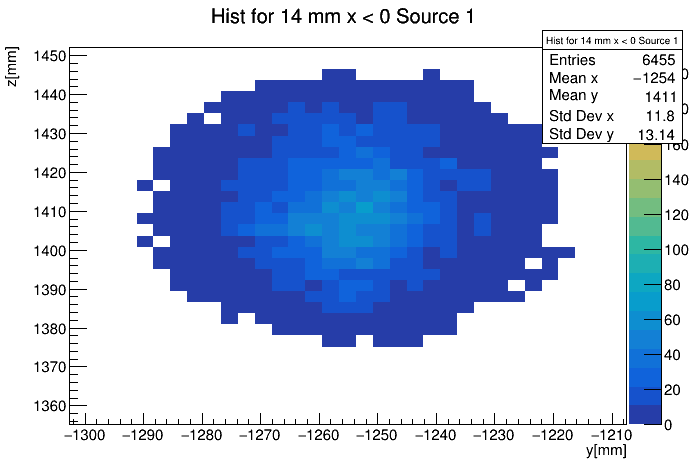 Hist for 14 mm x < 0 Source 1
z[mm]
1450
1440
1430
1420
1410
1400
1390
1380
1370
1360
−1300 −1290 −1280 −1270 −1260 −1250 −1240 −1230 −1220 −1210
y[mm]
Hist for 14 mm x < 0 Source 1
Entries 6455
Mean x −1254
Mean y 1411
Std Dev x 11.8
Std Dev y 13.14
160
140
120
100
80
60
40
20
0